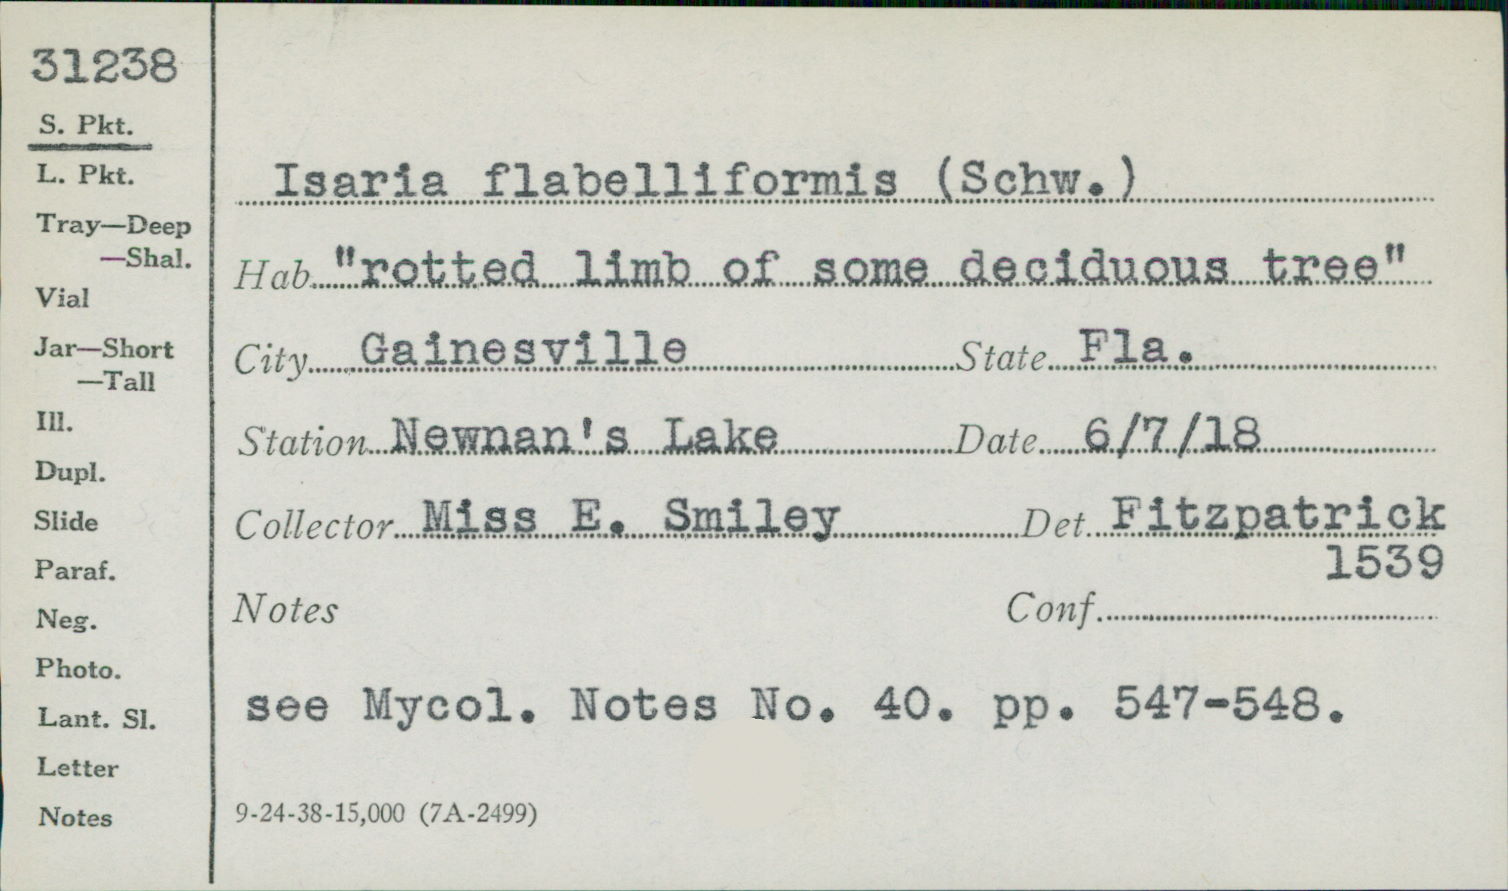 31238
S. Pkt.
L. Pkt.
Tray—Deep
—Shal.
Vial
Jar—Short
—Tall
Ill.
Dupl.
Slide
Paraf.
Neg.
Photo.
Lant. Sl.
Letter
Notes
Isaria flabelliformis (Schw.)
Hab. "rotted limb of some deciduous tree"
City Gainesville State Fla.
Station Newnan's Lake Date 6/7/18
Collector Miss E. Smiley Det. Fitzpatrick
1539
Notes Conf.
see Mycol. Notes No. 40. pp. 547-548.
9-24-38-15,000 (7A-2499)